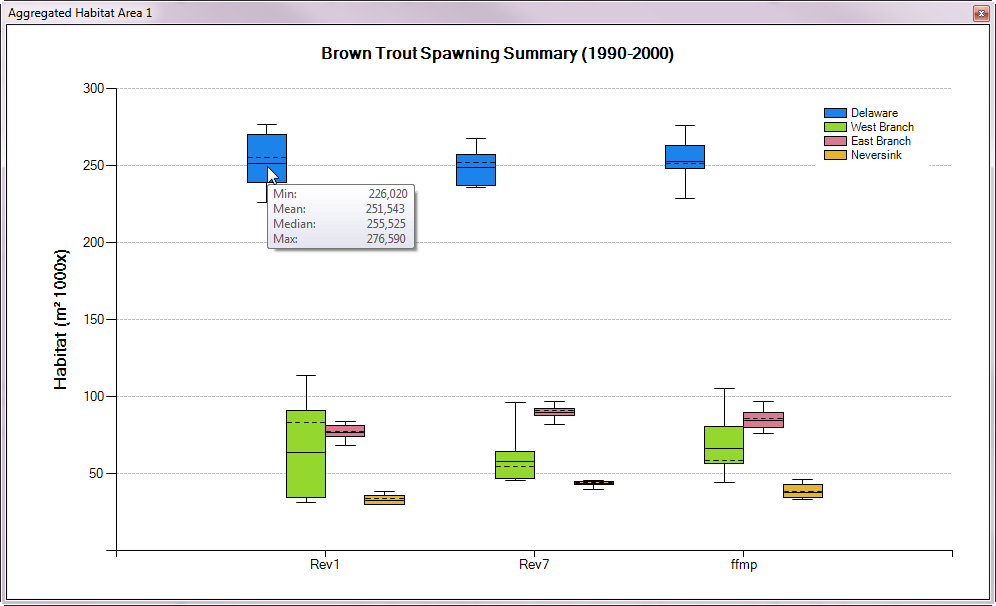 Aggregated Habitat Area 1
Brown Trout Spawning Summary (1990-2000)
Habitat (m² 1000x)
300
250
200
150
100
50
Delaware
West Branch
East Branch
Neversink
Min: 226,020
Mean: 251,543
Median: 255,525
Max: 276,590
Rev1 Rev7 ffmp